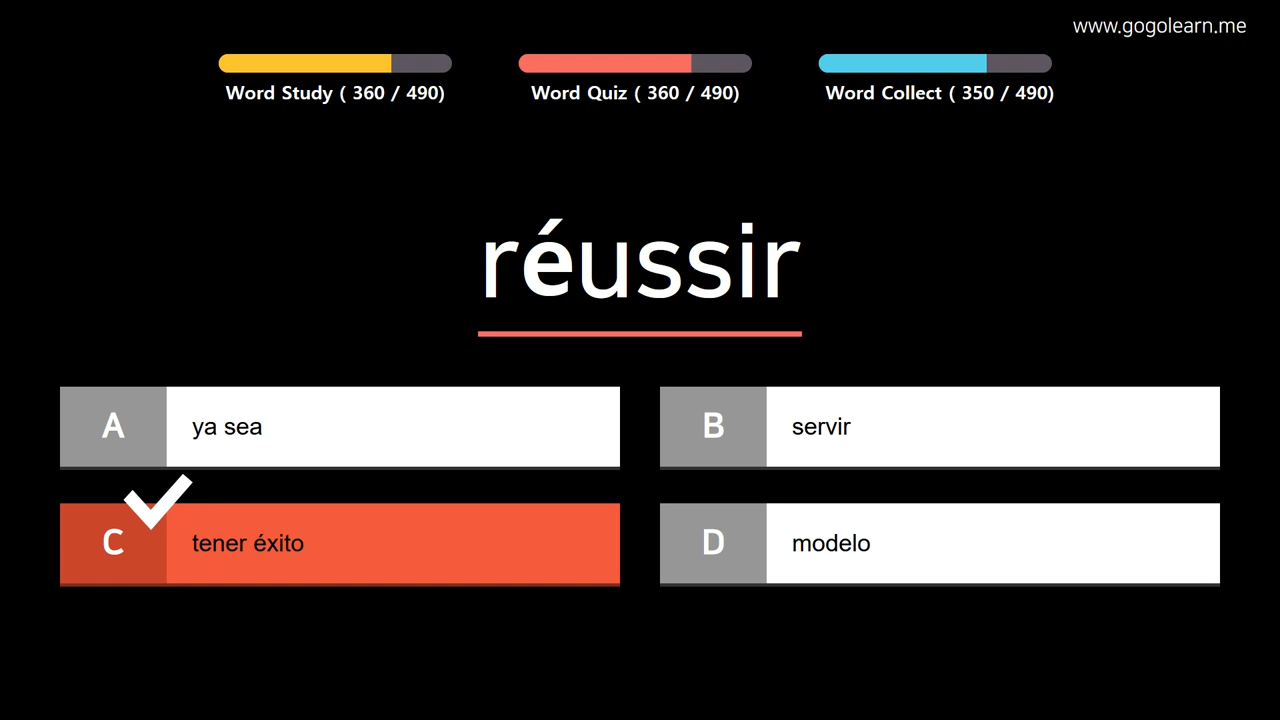 www.gogolearn.me
Word Study ( 360 / 490)
Word Quiz ( 360 / 490)
Word Collect ( 350 / 490)
réussir
A ya sea
B servir
C tener éxito
D modelo